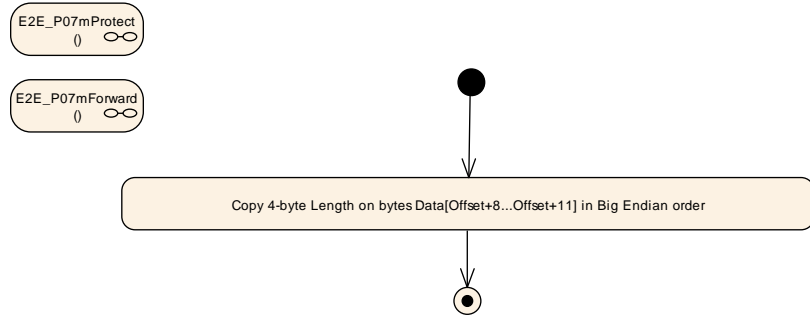 E2E_P07mProtect
()
E2E_P07mForward
()
Copy 4-byte Length on bytes Data[Offset+8...Offset+11] in Big Endian order